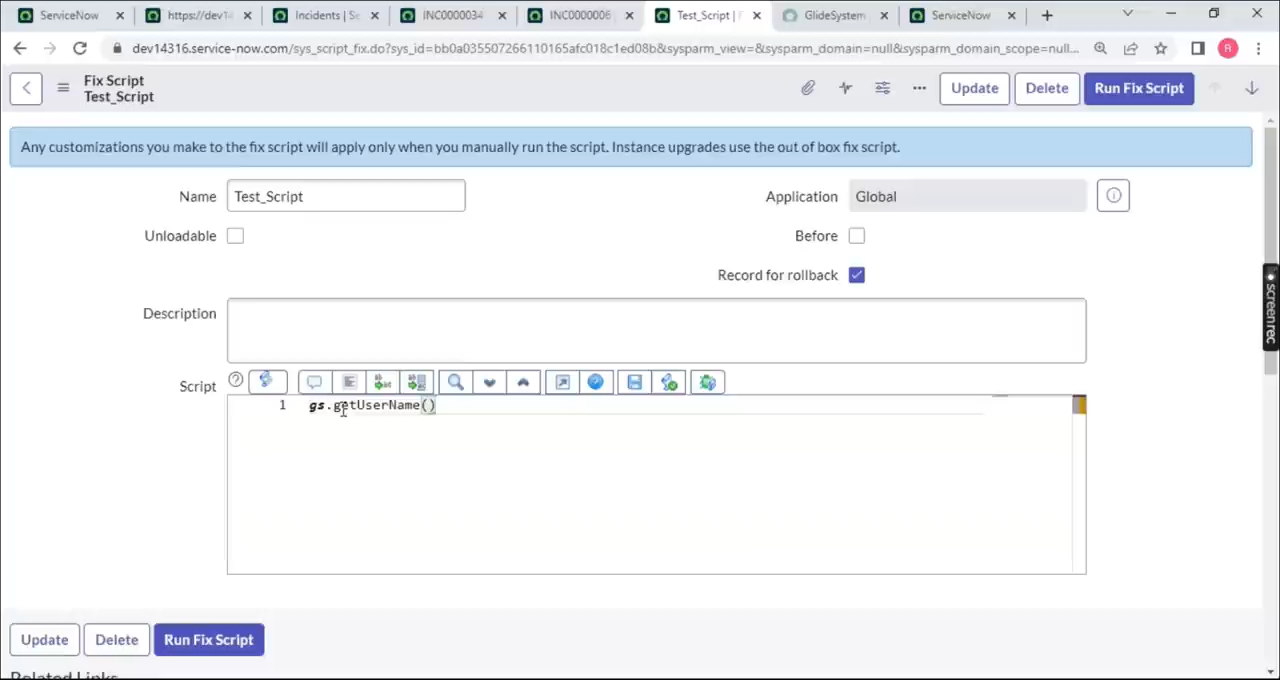 ServiceNow
https://dev14
Incidents | Se
INC0000034
INC0000006
Test_Script | F
GlideSystem
ServiceNow
dev14316.service-now.com/sys_script_fix.do?sys_id=bb0a035507266110165afc018c1ed08b&sysparm_view=&sysparm_domain=null&sysparm_domain_scope=null...
R
Fix Script
Test_Script
Update
Delete
Run Fix Script
Any customizations you make to the fix script will apply only when you manually run the script. Instance upgrades use the out of box fix script.
Name Test_Script
Application Global
Unloadable
Before
Record for rollback
Description
Script
1 gs.getUserName()
Update Delete Run Fix Script
Related Links
screenrec